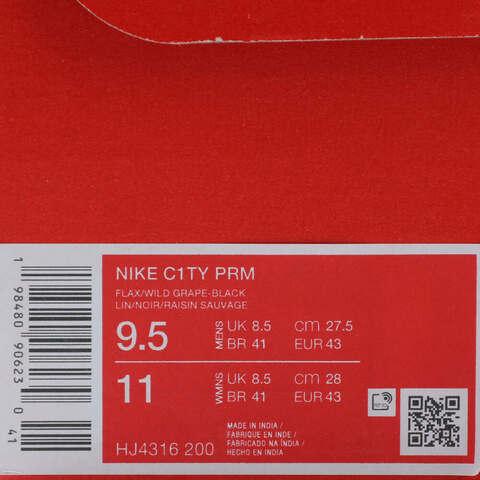 NIKE C1TY PRM
FLAX/WILD GRAPE-BLACK
LIN/NOIR/RAISIN SAUVAGE
9.5 MENS UK 8.5 CM 27.5
BR 41 EUR 43
11 WMNS UK 8.5 CM 28
BR 41 EUR 43
HJ4316 200
MADE IN INDIA /
FABRIQUE EN INDE /
FABRICADO NA INDIA /
HECHO EN INDIA
1 98480 90623 0 41